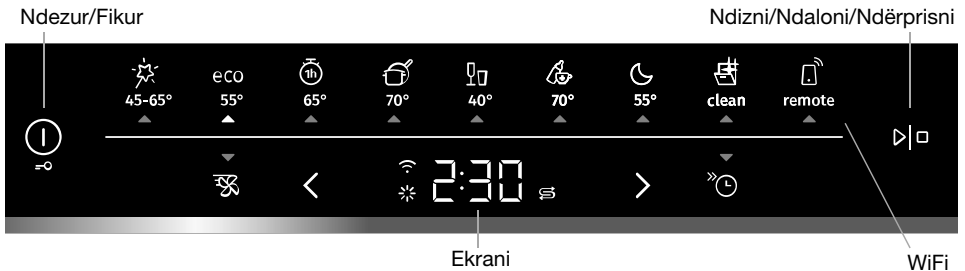 Ndezur/Fikur
Ndizni/Ndaloni/Ndërprisni
eco
1h
45-65° 55° 65° 70° 40° 70° 55° clean remote
2:30
Ekrani
WiFi